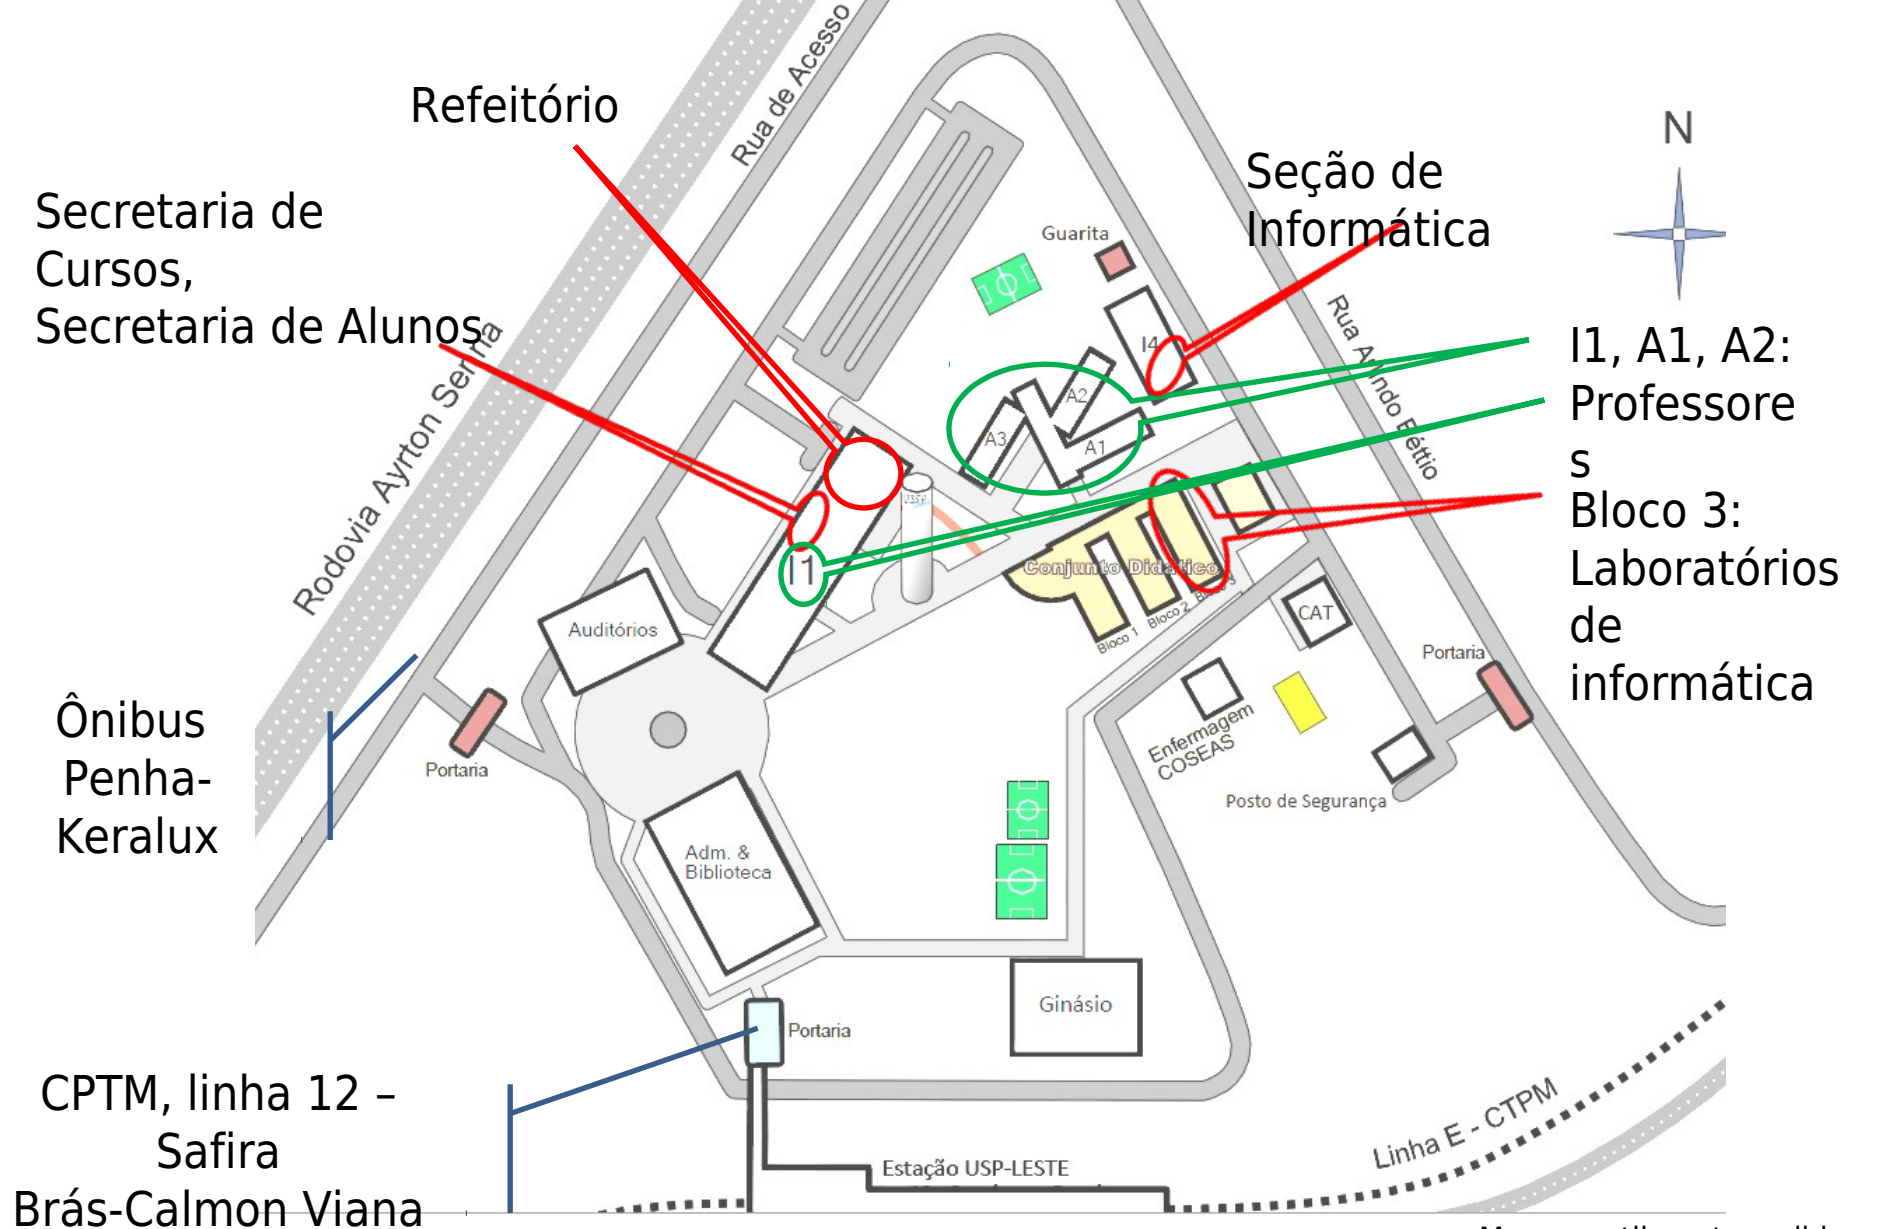 Rua de Acesso
Refeitório
N
Seção de
Informática
Secretaria de
Cursos,
Secretaria de Alunos
Guarita
Rodovia Ayrton Senna
Rua Arlindo Béttio
I4
I1, A1, A2:
Professore
s
A2
A3
A1
Bloco 3:
Laboratórios
de
informática
I1
Conjunto Didático
Bloco 1
Bloco 2
Auditórios
CAT
Portaria
Ônibus
Penha-
Keralux
Portaria
Enfermagem
COSEAS
Posto de Segurança
Adm. &
Biblioteca
Ginásio
Portaria
CPTM, linha 12 –
Safira
Brás-Calmon Viana
Linha E - CTPM
Estação USP-LESTE